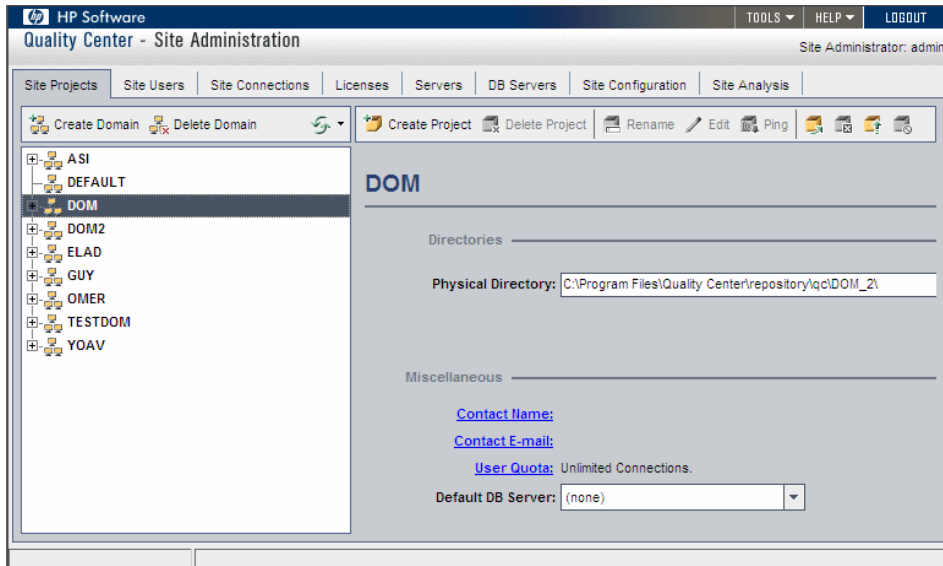 HP Software TOOLS HELP LOGOUT
Quality Center - Site Administration
Site Administrator: admin
Site Projects Site Users Site Connections Licenses Servers DB Servers Site Configuration Site Analysis
Create Domain Delete Domain Create Project Delete Project Rename Edit Ping
ASI
DEFAULT
DOM
DOM2
ELAD
GUY
OMER
TESTDOM
YOAV
DOM
Directories
Physical Directory: C:\Program Files\Quality Center\repository\qc\DOM_2\
Miscellaneous
Contact Name:
Contact E-mail:
User Quota: Unlimited Connections.
Default DB Server: (none)